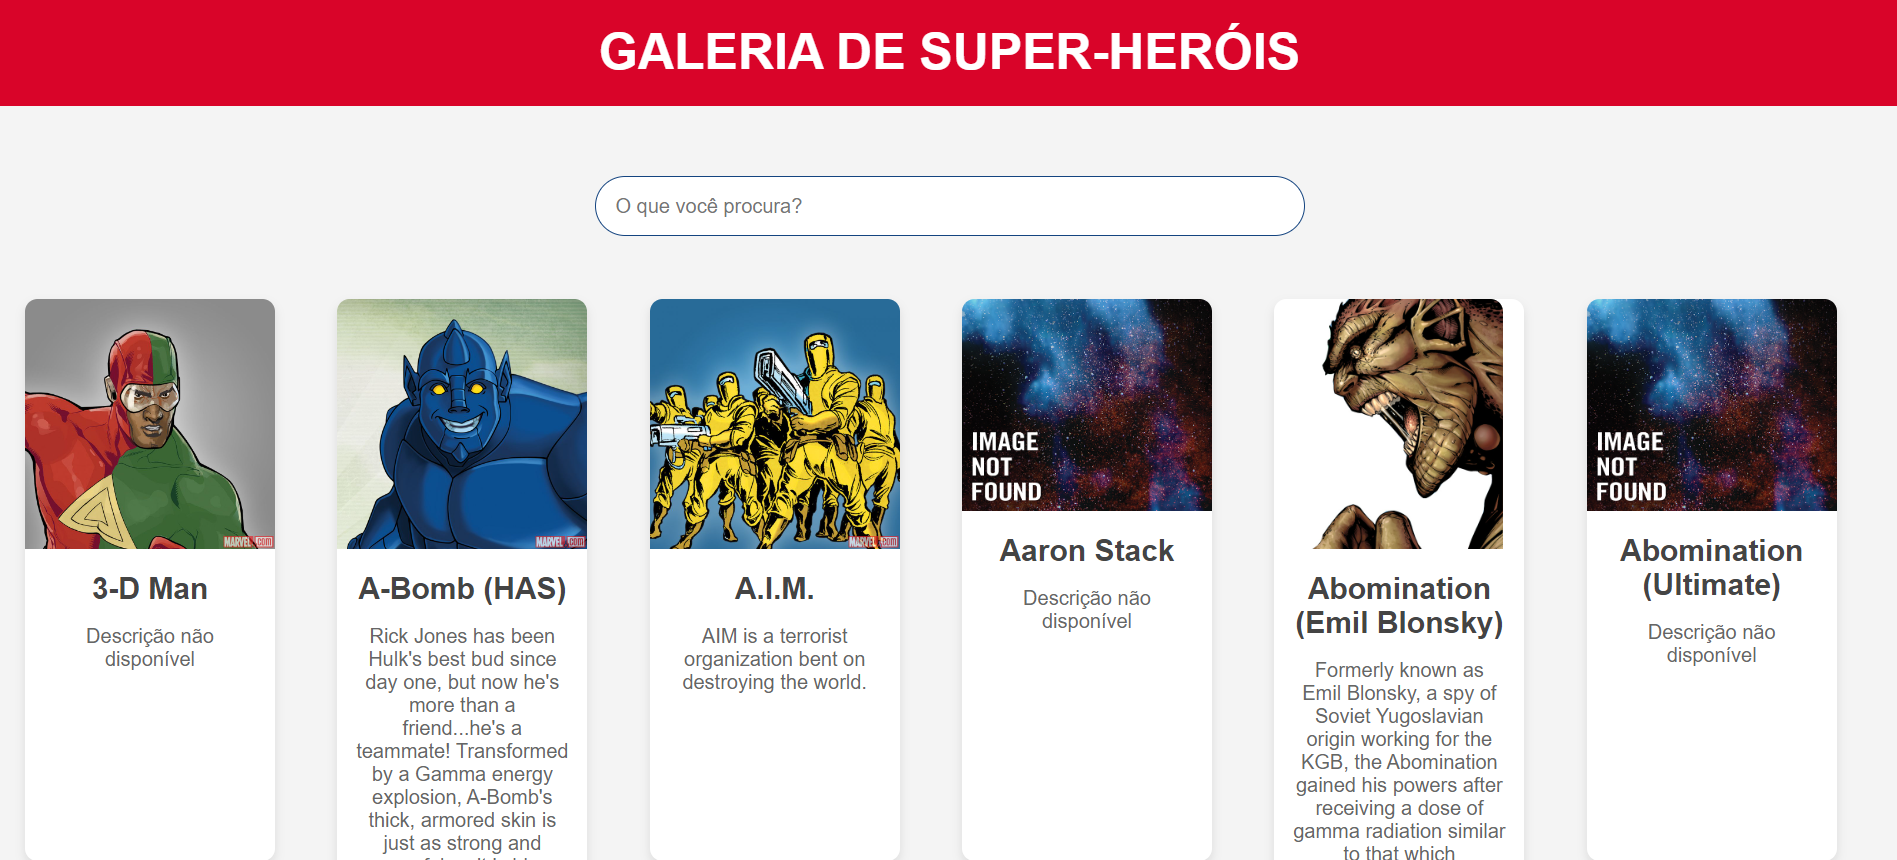 GALERIA DE SUPER-HERÓIS
O que você procura?
MARVEL.com
3-D Man
Descrição não
disponível
MARVEL.com
A-Bomb (HAS)
Rick Jones has been
Hulk's best bud since
day one, but now he's
more than a
friend...he's a
teammate! Transformed
by a Gamma energy
explosion, A-Bomb's
thick, armored skin is
just as strong and
MARVEL.com
A.I.M.
AIM is a terrorist
organization bent on
destroying the world.
IMAGE
NOT
FOUND
Aaron Stack
Descrição não
disponível
Abomination
(Emil Blonsky)
Formerly known as
Emil Blonsky, a spy of
Soviet Yugoslavian
origin working for the
KGB, the Abomination
gained his powers after
receiving a dose of
gamma radiation similar
to that which
IMAGE
NOT
FOUND
Abomination
(Ultimate)
Descrição não
disponível